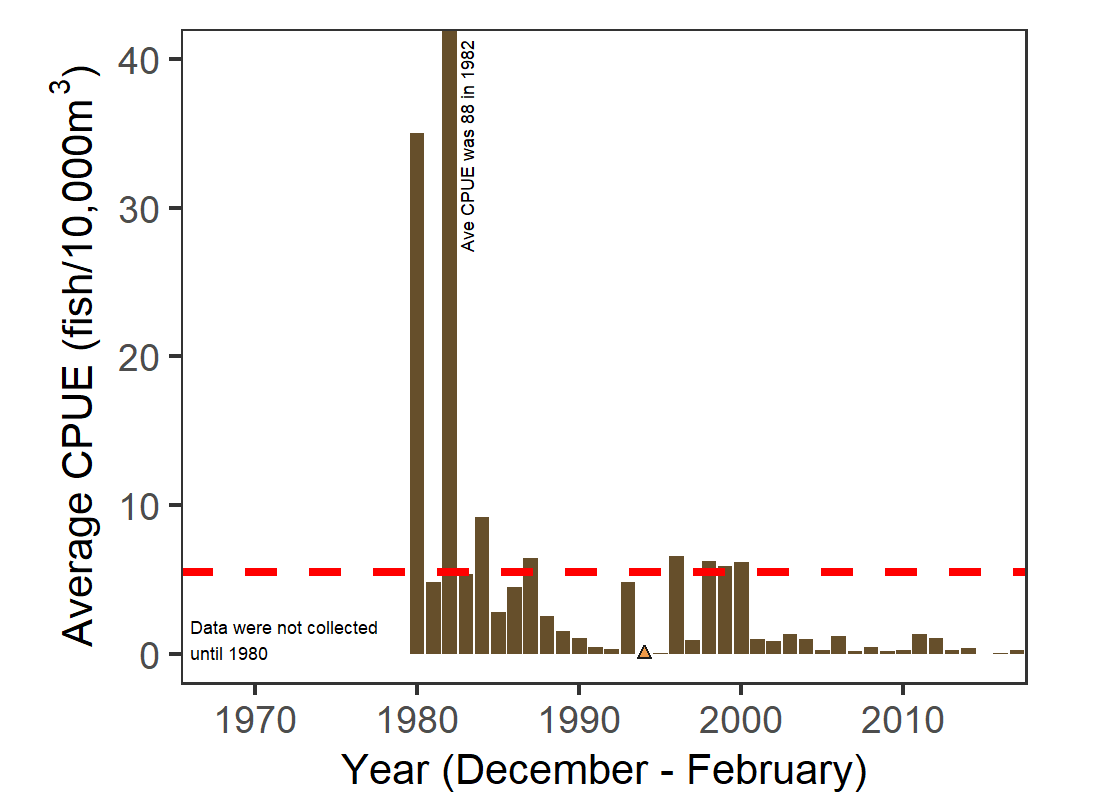 Average CPUE (fish/10,000m³)
40
30
20
10
0
Ave CPUE was 88 in 1982
Data were not collected
until 1980
1970 1980 1990 2000 2010
Year (December - February)